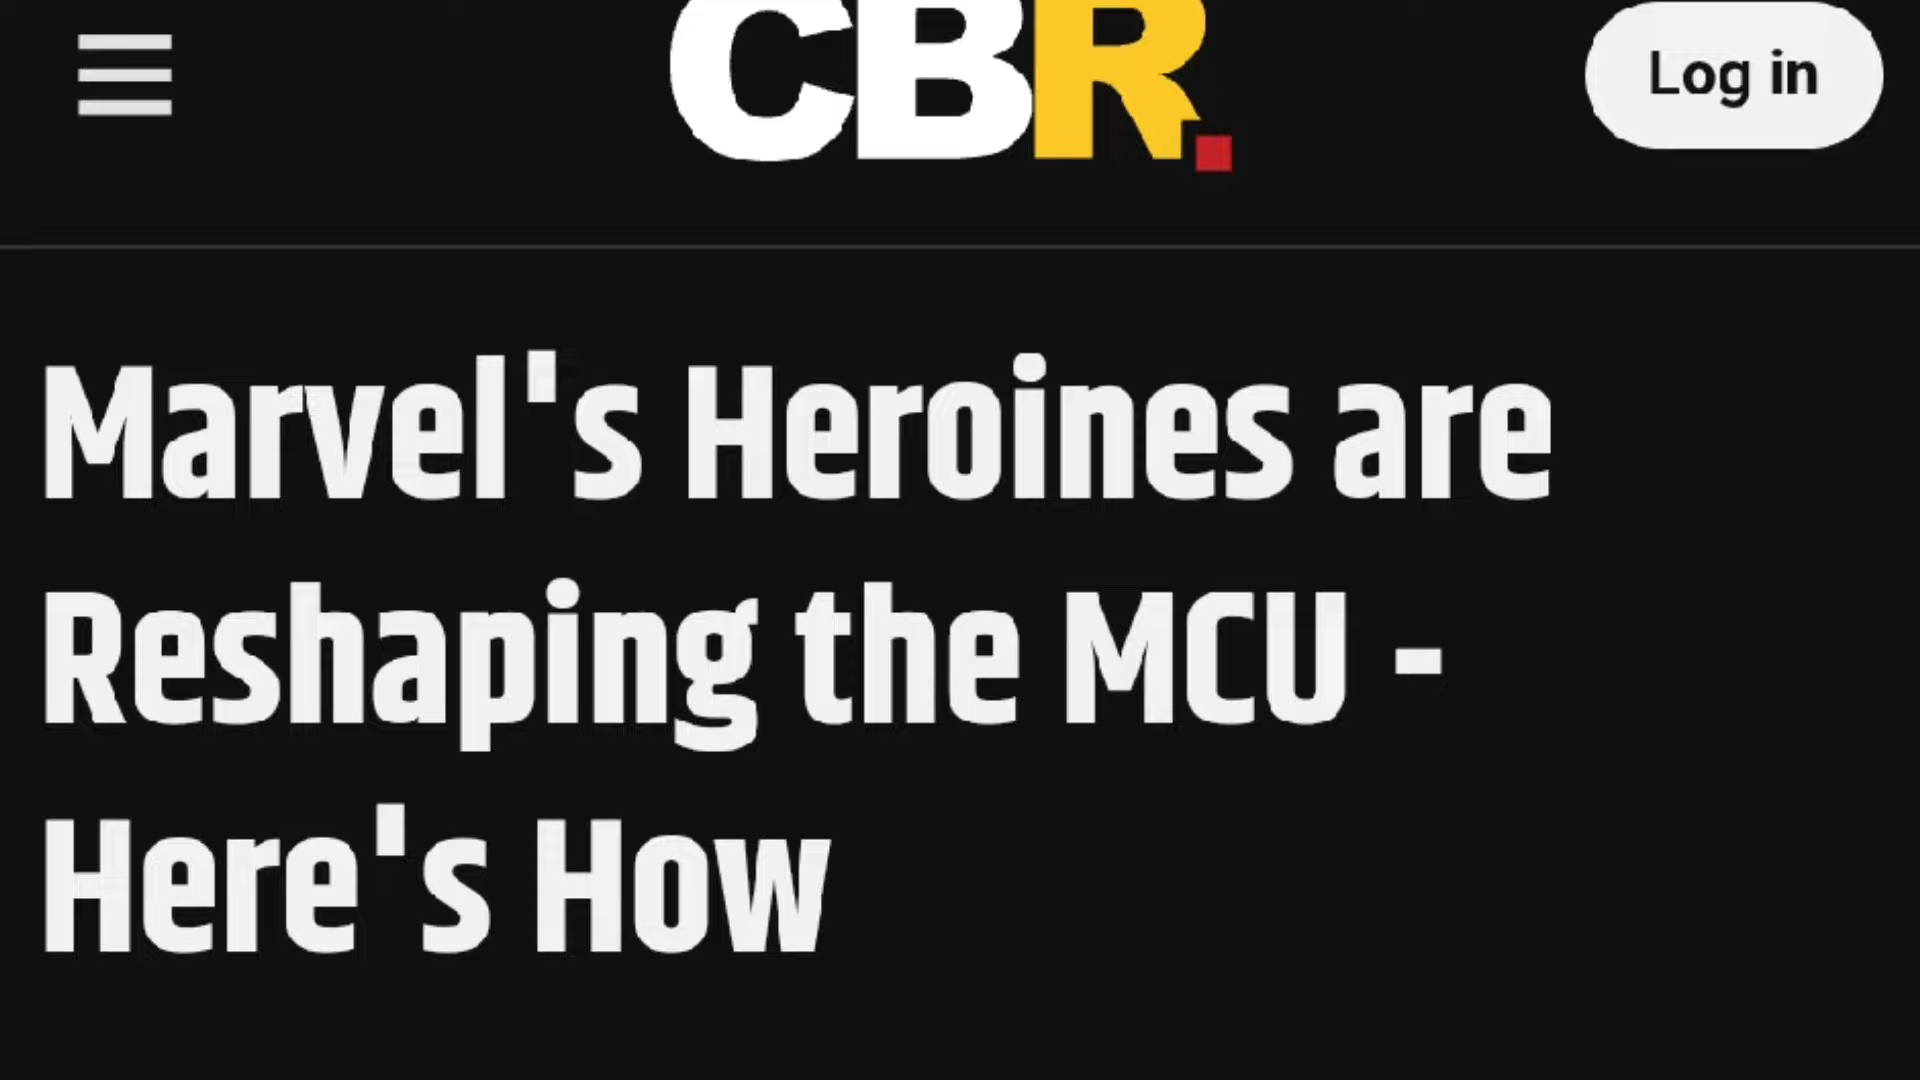 CBR.
Log in
Marvel's Heroines are
Reshaping the MCU -
Here's How